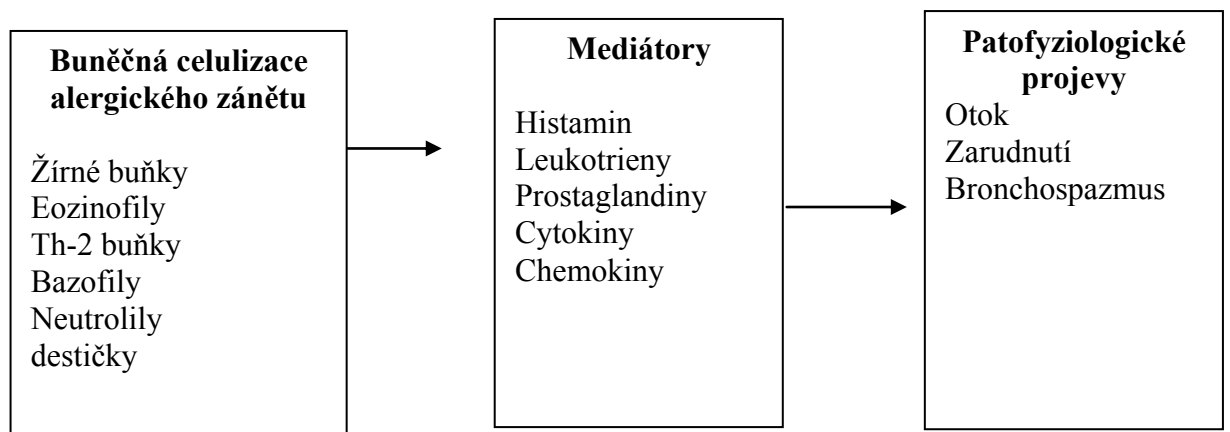 Buněčná celulizace
alergického zánětu
Žírné buňky
Eozinofily
Th-2 buňky
Bazofily
Neutrolily
destičky
Mediátory
Histamin
Leukotrieny
Prostaglandiny
Cytokiny
Chemokiny
Patofyziologické
projevy
Otok
Zarudnutí
Bronchospazmus